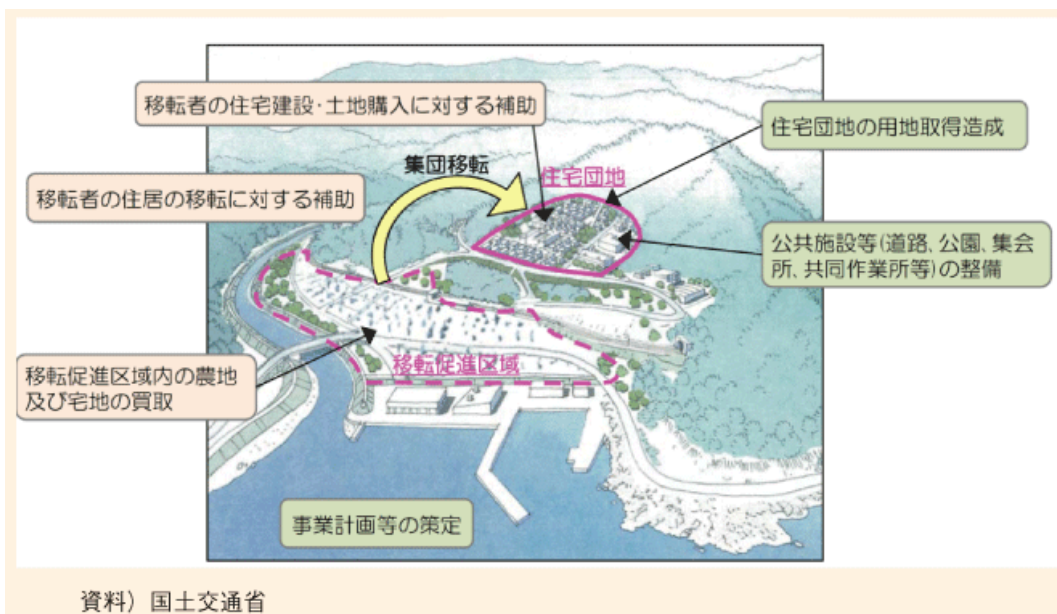 移転者の住宅建設・土地購入に対する補助
住宅団地の用地取得造成
集団移転
住宅団地
移転者の住居の移転に対する補助
公共施設等(道路、公園、集会
所、共同作業所等)の整備
移転促進区域
移転促進区域内の農地
及び宅地の買取
事業計画等の策定
資料）国土交通省